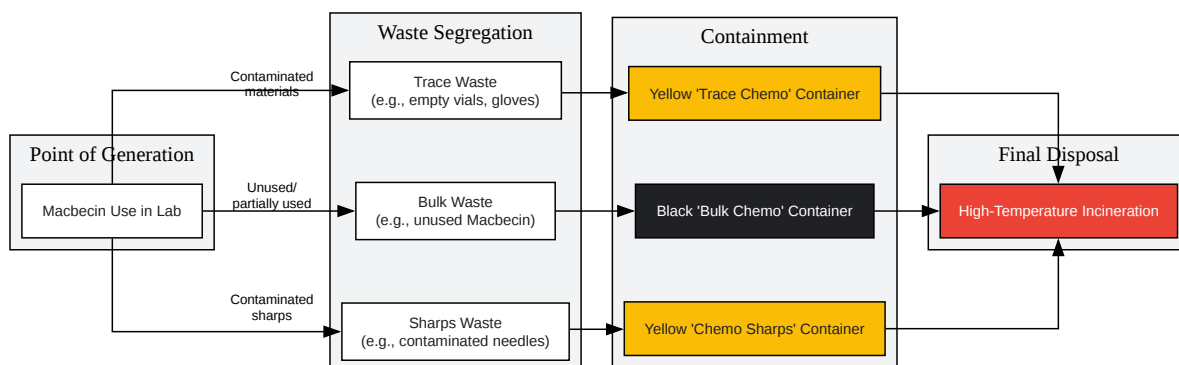 Waste Segregation
Containment
Contaminated
materials
Trace Waste
(e.g., empty vials, gloves)
Yellow 'Trace Chemo' Container
Point of Generation
Final Disposal
Macbecin Use in Lab
Unused/
partially used
Bulk Waste
(e.g., unused Macbecin)
Black 'Bulk Chemo' Container
High-Temperature Incineration
Contaminated
sharps
Sharps Waste
(e.g., contaminated needles)
Yellow 'Chemo Sharps' Container